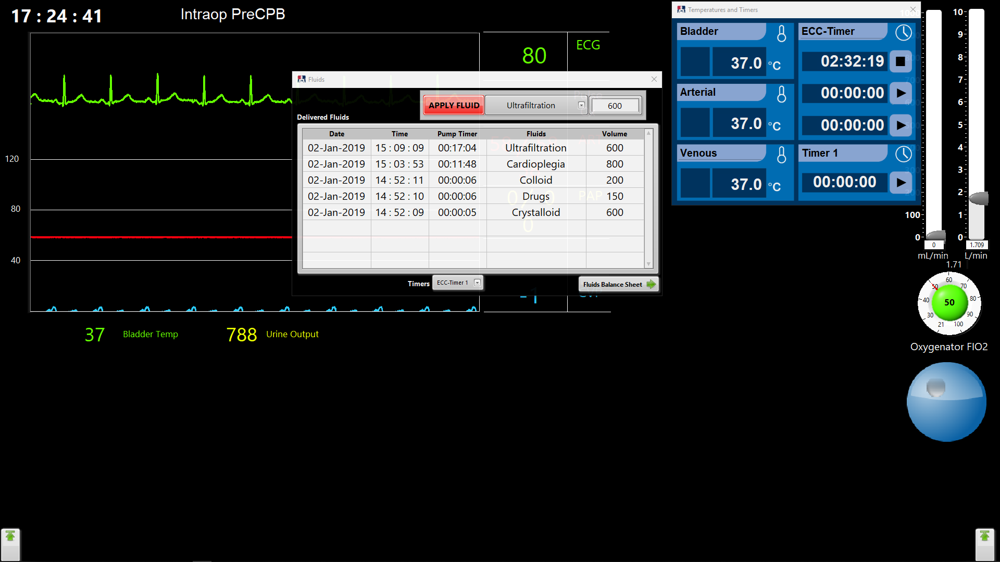 17 : 24 : 41
Intraop PreCPB
80
ECG
120
80
40
37 Bladder Temp
788 Urine Output
Fluids
APPLY FLUID Ultrafiltration 600
Delivered Fluids
Date Time Pump Timer Fluids Volume
02-Jan-2019 15 : 09 : 09 00:17:04 Ultrafiltration 600
02-Jan-2019 15 : 03 : 53 00:11:48 Cardioplegia 800
02-Jan-2019 14 : 52 : 11 00:00:06 Colloid 200
02-Jan-2019 14 : 52 : 10 00:00:06 Drugs 150
02-Jan-2019 14 : 52 : 09 00:00:05 Crystalloid 600
PAP
0
Timers ECC-Timer 1 Fluids Balance Sheet
-1
Temperatures and Timers
Bladder
37.0 °C
Arterial
37.0 °C
Venous
37.0 °C
ECC-Timer
02:32:19
00:00:00
00:00:00
Timer 1
00:00:00
100
0
0
mL/min
10
9
8
7
6
5
4
3
2
1
0
1.709
L/min
1.71
21
30
40
50
60
70
80
90
100
50
Oxygenator FIO2